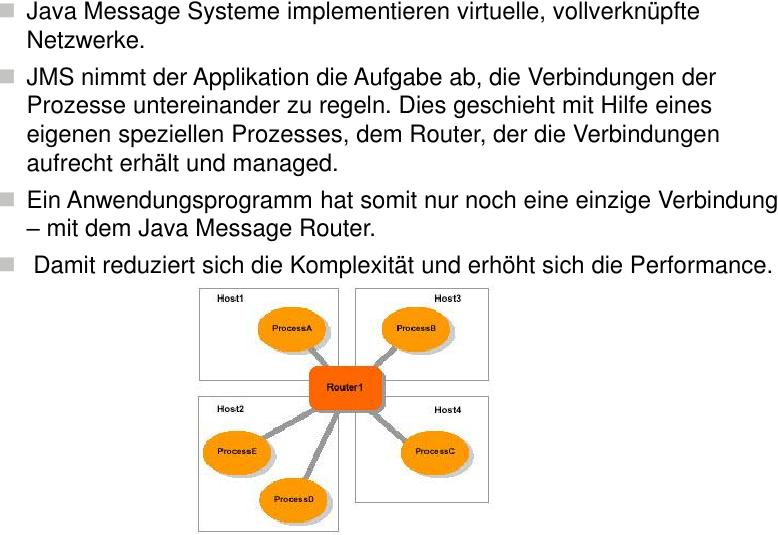 Java Message Systeme implementieren virtuelle, vollverknüpfte
Netzwerke.
JMS nimmt der Applikation die Aufgabe ab, die Verbindungen der
Prozesse untereinander zu regeln. Dies geschieht mit Hilfe eines
eigenen speziellen Prozesses, dem Router, der die Verbindungen
aufrecht erhält und managed.
Ein Anwendungsprogramm hat somit nur noch eine einzige Verbindung
– mit dem Java Message Router.
Damit reduziert sich die Komplexität und erhöht sich die Performance.
Host1
Host3
ProcessA
ProcessB
Router1
Host2
Host4
ProcessE
ProcessC
ProcessD